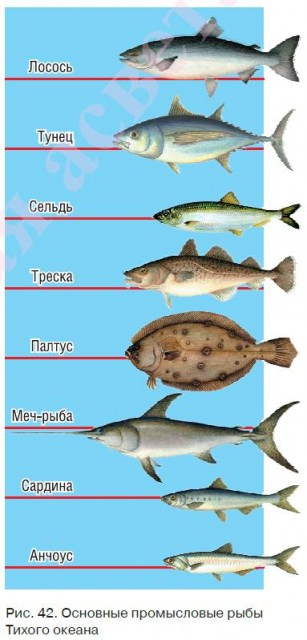 Лосось
Тунец
Сельдь
Треска
Палтус
Меч-рыба
Сардина
Анчоус
Рис. 42. Основные промысловые рыбы
Тихого океана